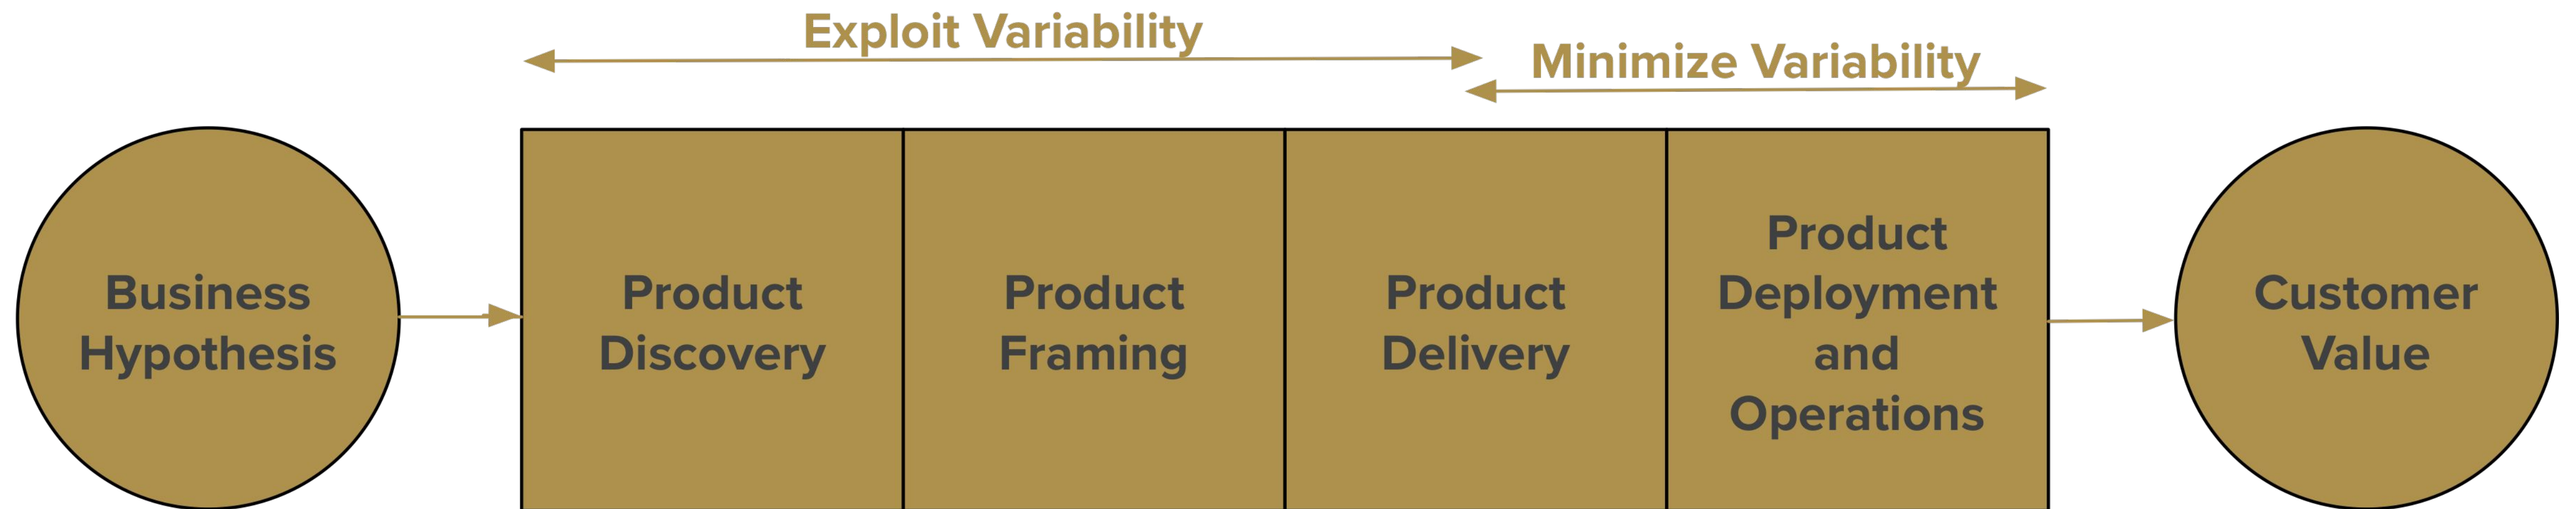 Exploit Variability
Minimize Variability
Business
Hypothesis
Product
Discovery
Product
Framing
Product
Delivery
Product
Deployment
and
Operations
Customer
Value